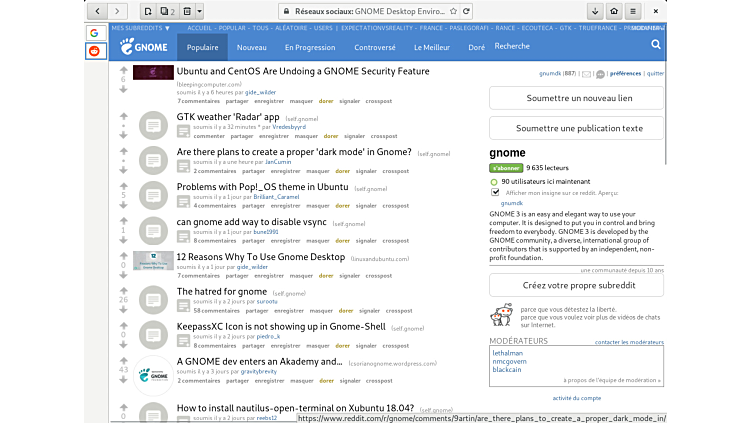 Réseaux sociaux: GNOME Desktop Enviro...
2
MES SUBREDDITS ▼ ACCUEIL - POPULAR - TOUS - ALÉATOIRE - USERS | EXPECTATIONVSREALITY - FRANCE - PASLEGORAFI - RANCE - ECOUTECA - GTK - TRUEFRANCE
GNOME
Populaire Nouveau En Progression Controversé Le Meilleur Doré Recherche
gnumdk (887) | préférences | quitter
6
Ubuntu and CentOS Are Undoing a GNOME Security Feature
(bleepingcomputer.com)
soumis il y a 6 heures par gide_wilder
7 commentaires partager enregistrer masquer dorer signaler crosspost
•
GTK weather 'Radar' app (self.gnome)
soumis il y a 32 minutes * par Vredesbyyrd
commenter partager enregistrer masquer dorer signaler crosspost
•
Are there plans to create a proper 'dark mode' in Gnome? (self.gnome)
soumis il y a une heure par JanCumin
2 commentaires partager enregistrer masquer dorer signaler crosspost
5
Problems with Pop!_OS theme in Ubuntu (self.gnome)
soumis il y a 1 jour par Brilliant_Caramel
4 commentaires partager enregistrer masquer dorer signaler crosspost
1
can gnome add way to disable vsync (self.gnome)
soumis il y a 1 jour par bune1991
8 commentaires partager enregistrer masquer dorer signaler crosspost
0
12 Reasons Why To Use Gnome Desktop (linuxandubuntu.com)
soumis il y a 1 jour par gide_wilder
7 commentaires partager enregistrer masquer dorer signaler crosspost
26
The hatred for gnome (self.gnome)
soumis il y a 2 jours par surootu
58 commentaires partager enregistrer masquer dorer signaler crosspost
0
KeepassXC Icon is not showing up in Gnome-Shell (self.gnome)
soumis il y a 2 jours par piedro_k
8 commentaires partager enregistrer masquer dorer signaler crosspost
43
A GNOME dev enters an Akademy and... (csorianognome.wordpress.com)
soumis il y a 3 jours par gravitybrevity
2 commentaires partager enregistrer masquer dorer signaler crosspost
0
How to install nautilus-open-terminal on Xubuntu 18.04? (self.gnome)
soumis il y a 2 jours par reebs12
Soumettre un nouveau lien
Soumettre une publication texte
gnome
s'abonner 9 635 lecteurs
90 utilisateurs ici maintenant
Afficher mon insigne sur ce reddit. Aperçu:
gnumdk
GNOME 3 is an easy and elegant way to use your
computer. It is designed to put you in control and bring
freedom to everybody. GNOME 3 is developed by the
GNOME community, a diverse, international group of
contributors that is supported by an independent, non-
profit foundation.
une communauté depuis 10 ans
Créez votre propre subreddit
parce que vous détestez la liberté.
parce que vous voulez voir plus de vidéos de chats
sur Internet.
MODÉRATEURS contacter les modérateurs
lethalman
nmcgovern
blackcain
à propos de l'équipe de modération »
activité du compte
https://www.reddit.com/r/gnome/comments/9artin/are_there_plans_to_create_a_proper_dark_mode_in/